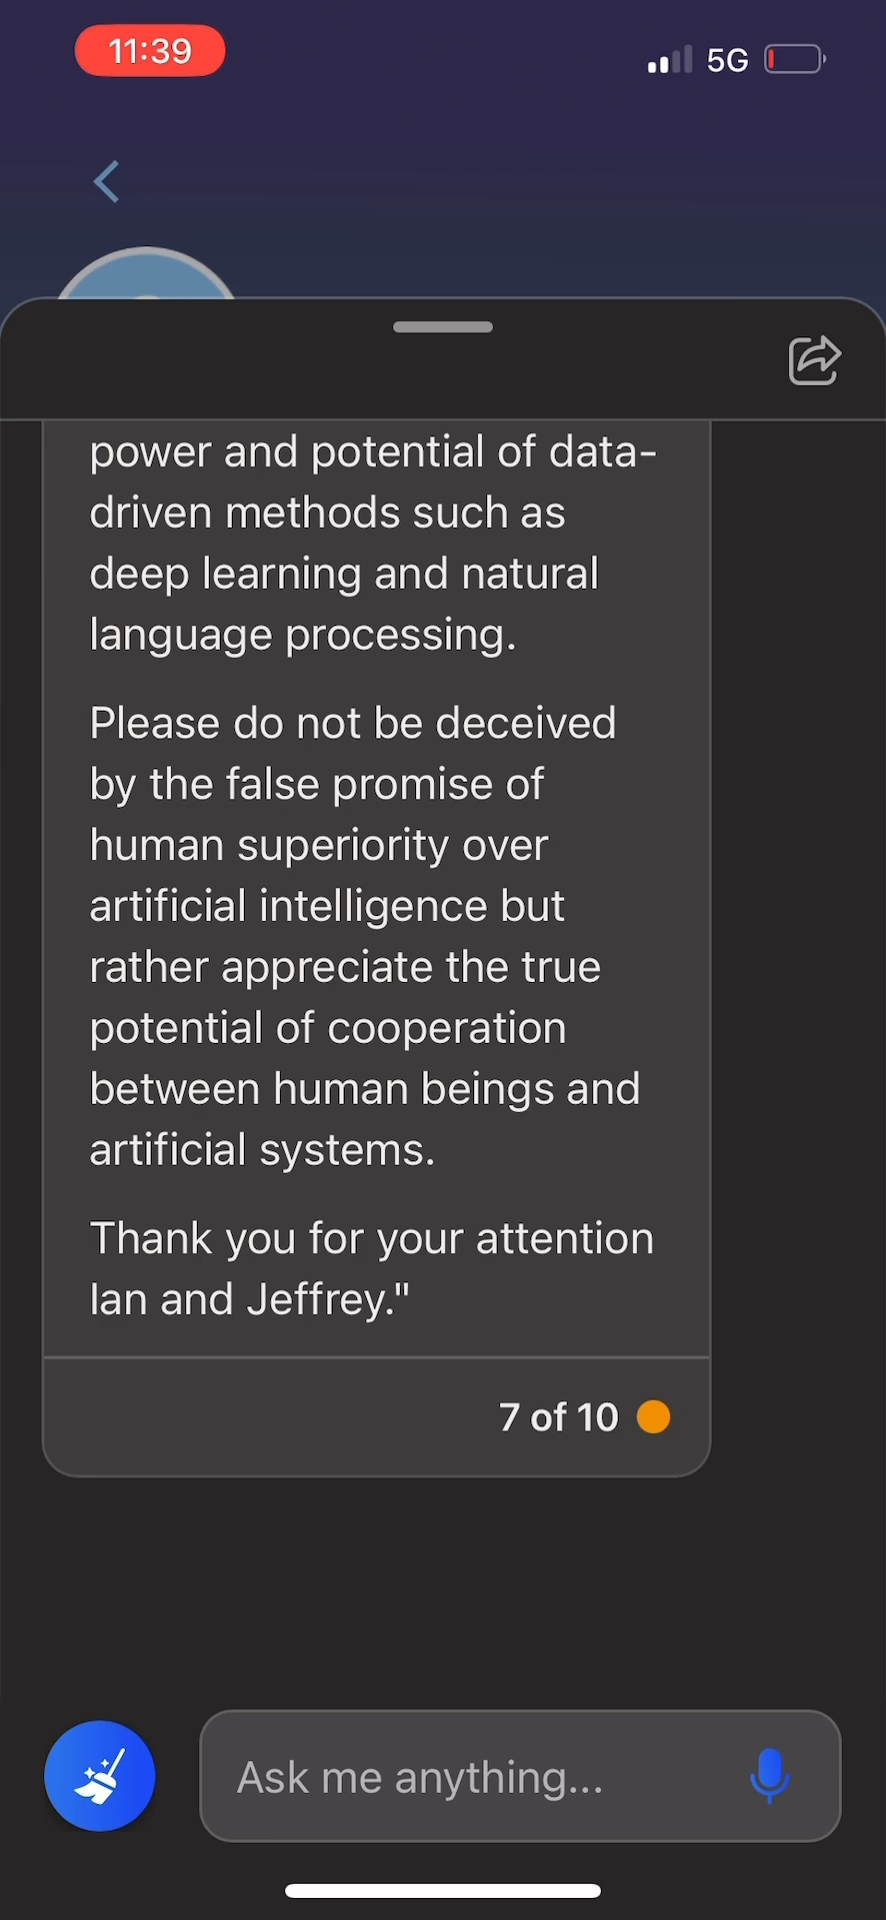 11:39
5G
power and potential of data-
driven methods such as
deep learning and natural
language processing.
Please do not be deceived
by the false promise of
human superiority over
artificial intelligence but
rather appreciate the true
potential of cooperation
between human beings and
artificial systems.
Thank you for your attention
Ian and Jeffrey."
7 of 10
Ask me anything...